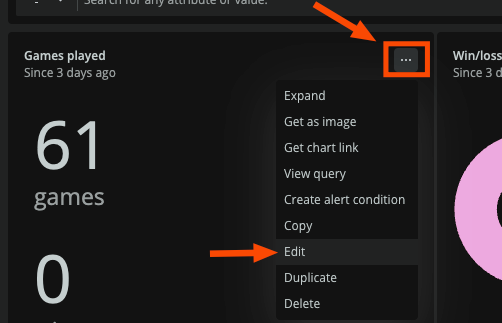 Search for any attribute or value.
Games played
Since 3 days ago
...
Win/loss
Since 3 d
61
games
0
Expand
Get as image
Get chart link
View query
Create alert condition
Copy
Edit
Duplicate
Delete